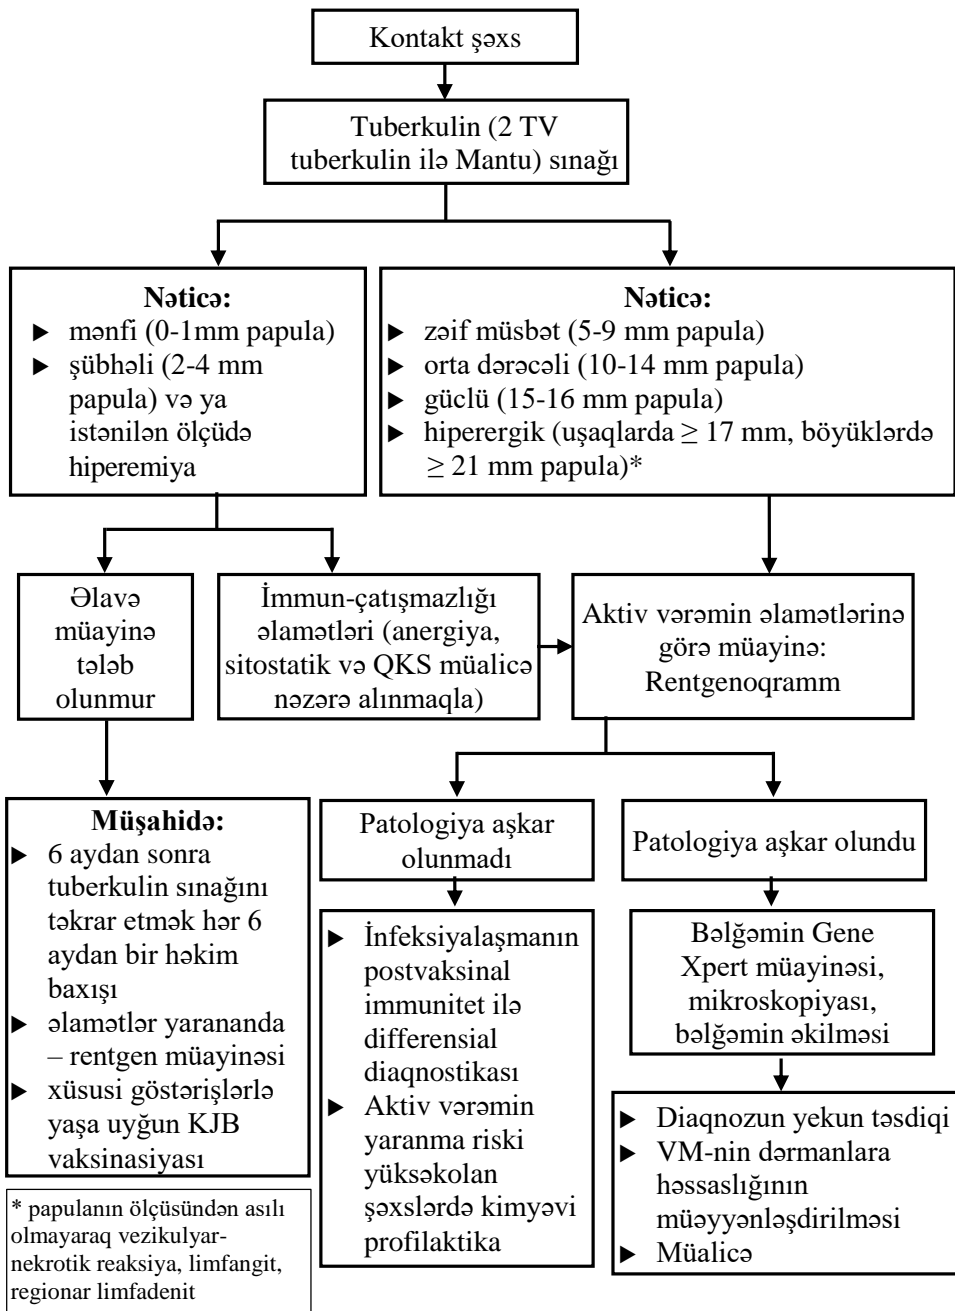 Kontakt şəxs
Tuberkulin (2 TV
tuberkulin ilə Mantu) sınağı
Nəticə:
► mənfi (0-1mm papula)
► şübhəli (2-4 mm
papula) və ya
istənilən ölçüdə
hiperemiya
Nəticə:
► zəif müsbət (5-9 mm papula)
► orta dərəcəli (10-14 mm papula)
► güclü (15-16 mm papula)
► hiperergik (uşaqlarda ≥ 17 mm, böyüklərdə
≥ 21 mm papula)*
Əlavə
müayinə
tələb
olunmur
İmmun-çatışmazlığı
əlamətləri (anergiya,
sitostatik və QKS müalicə
nəzərə alınmaqla)
Aktiv vərəmin əlamətlərinə
görə müayinə:
Rentgenoqramm
Müşahidə:
► 6 aydan sonra
tuberkulin sınağını
təkrar etmək hər 6
aydan bir həkim
baxışı
► əlamətlər yarananda
– rentgen müayinəsi
► xüsusi göstərişlərlə
yaşa uyğun KJB
vaksinasiyası
Patologiya aşkar
olunmadı
Patologiya aşkar olundu
► İnfeksiyalaşmanın
postvaksinal
immunitet ilə
differensial
diaqnostikası
► Aktiv vərəmin
yaranma riski
yüksəkolan
şəxslərdə kimyəvi
profilaktika
Bəlğəmin Gene
Xpert müayinəsi,
mikroskopiyası,
bəlğəmin əkilməsi
► Diaqnozun yekun təsdiqi
► VM-nin dərmanlara
həssaslığının
müəyyənləşdirilməsi
► Müalicə
* papulanın ölçüsündən asılı
olmayaraq vezikulyar-
nekrotik reaksiya, limfangit,
regionar limfadenit